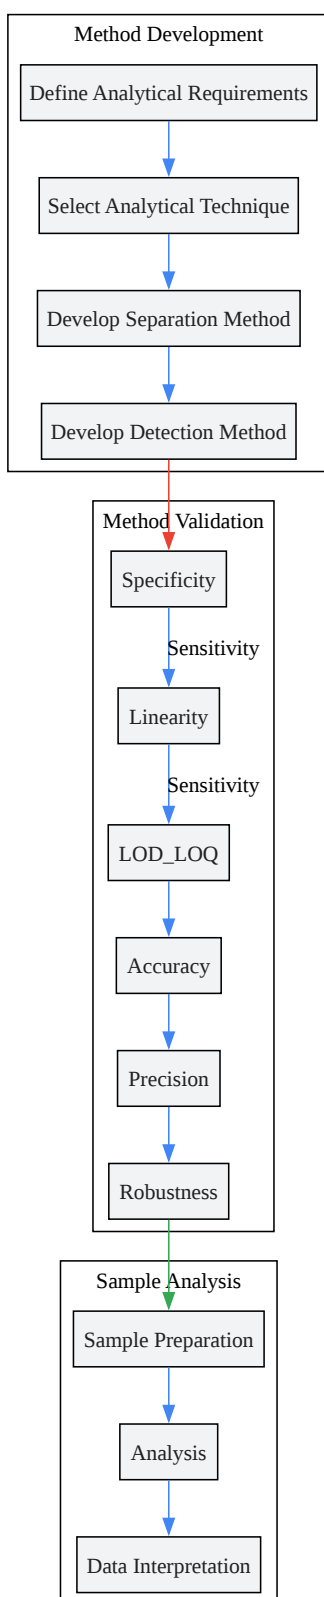 Method Development
Define Analytical Requirements
Select Analytical Technique
Develop Separation Method
Develop Detection Method
Method Validation
Specificity
Sensitivity
Linearity
Sensitivity
LOD_LOQ
Accuracy
Precision
Robustness
Sample Analysis
Sample Preparation
Analysis
Data Interpretation